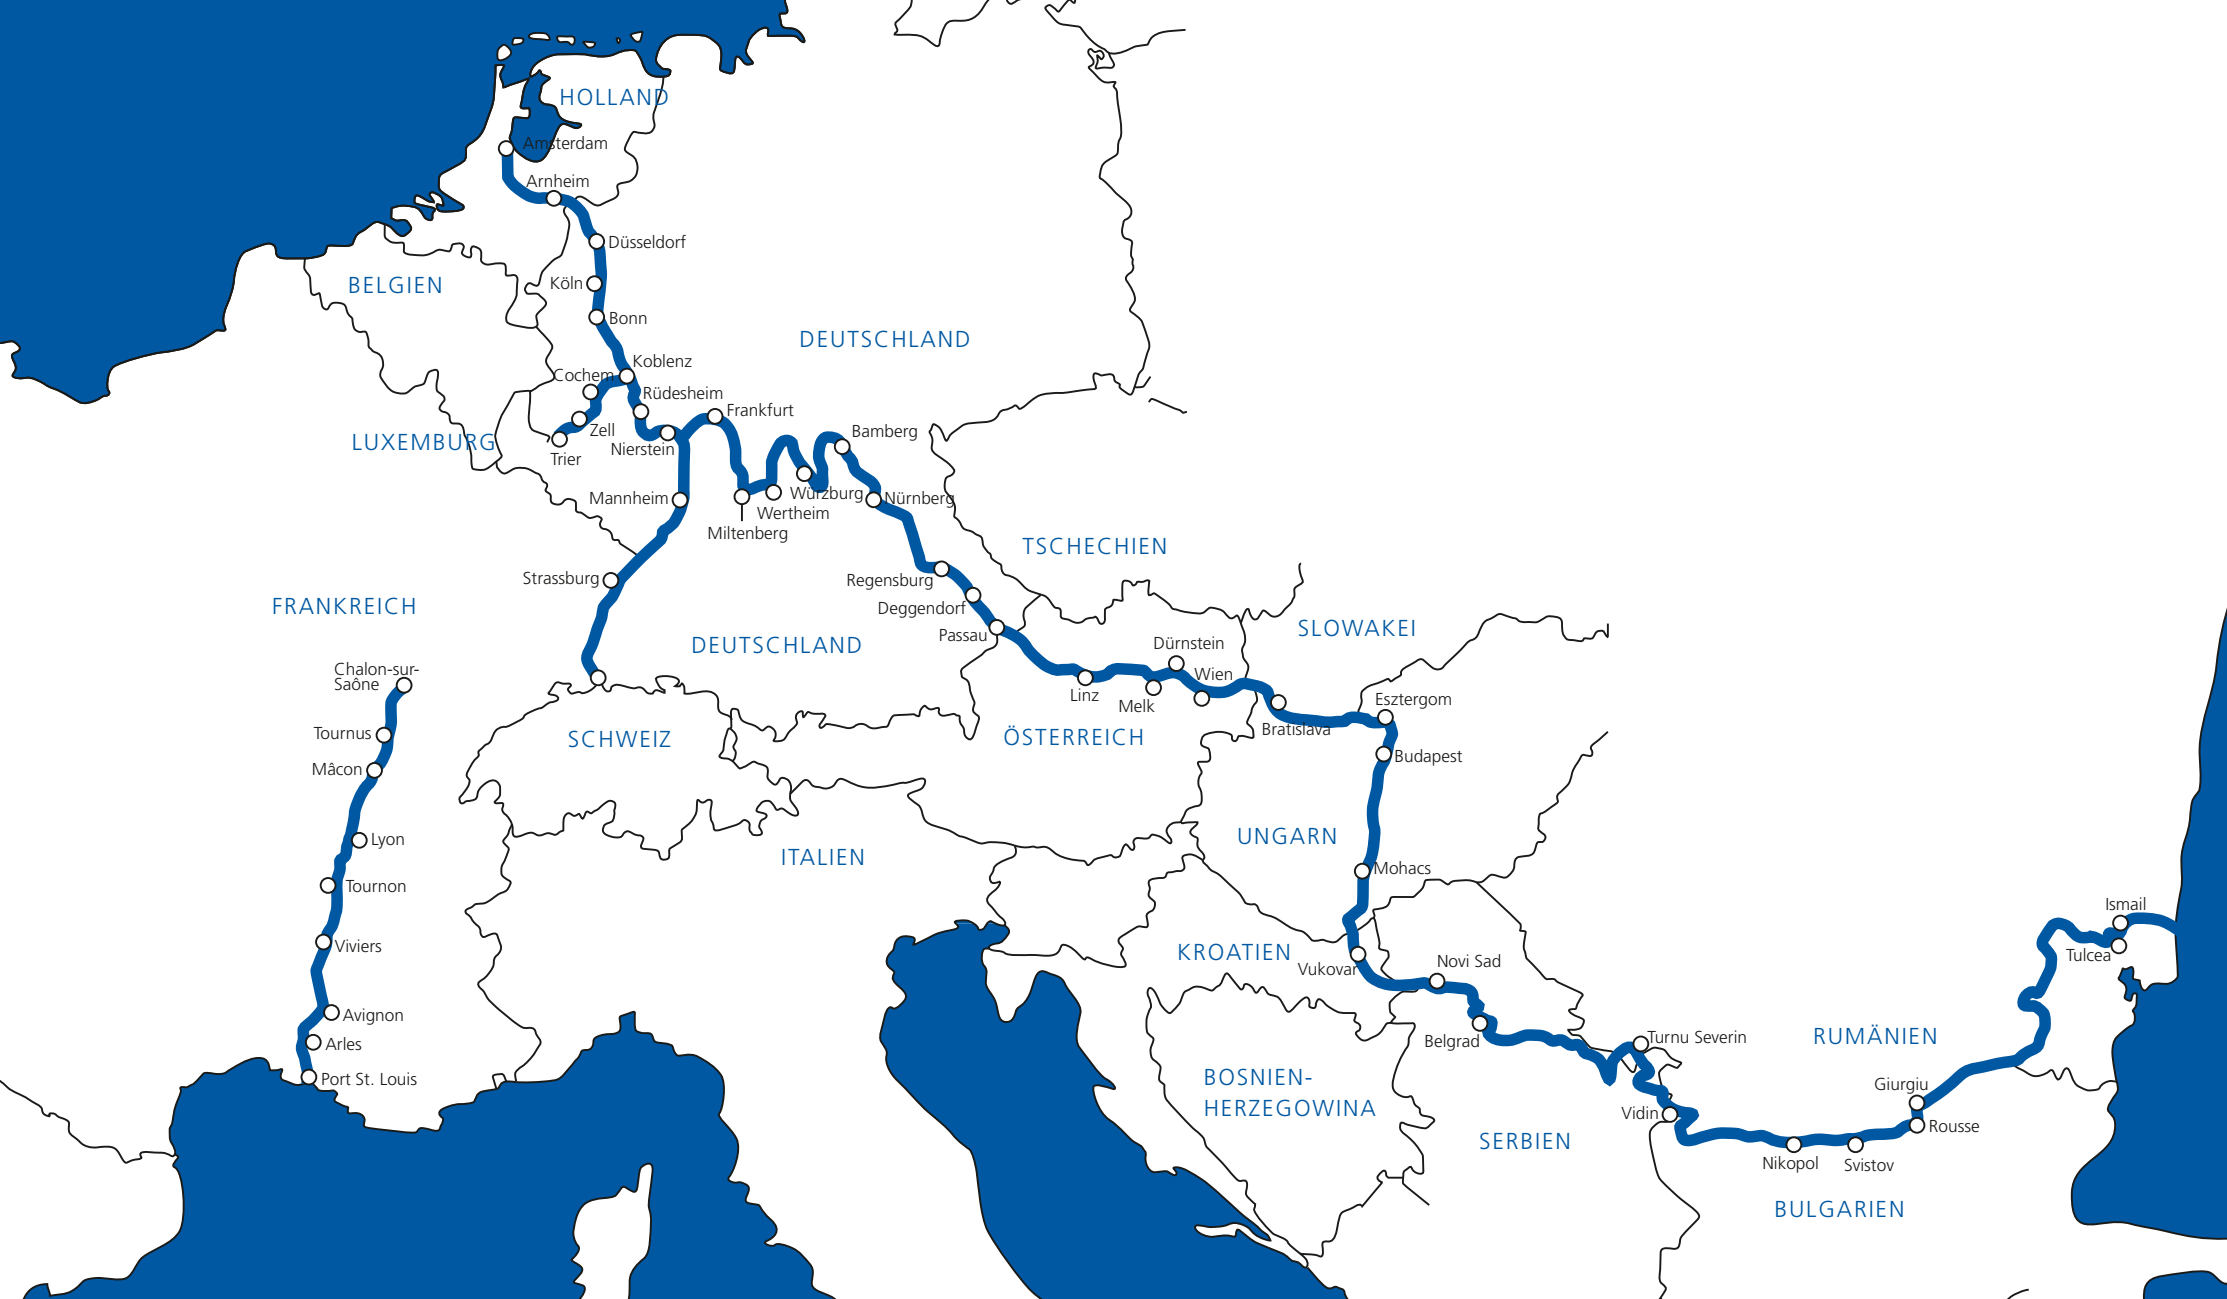 HOLLAND
Amsterdam
Arnheim
Düsseldorf
BELGIEN
Köln
Bonn
DEUTSCHLAND
Koblenz
Cochem
Rüdesheim
Frankfurt
Zell
Bamberg
LUXEMBURG
Nierstein
Trier
Mannheim
Würzburg
Nürnberg
Wertheim
Miltenberg
TSCHECHIEN
Strassburg
Regensburg
FRANKREICH
Deggendorf
SLOWAKEI
Passau
DEUTSCHLAND
Dürnstein
Chalon-sur-
Saône
Wien
Linz
Melk
Esztergom
Bratislava
Tournus
SCHWEIZ
ÖSTERREICH
Budapest
Mâcon
UNGARN
Lyon
ITALIEN
Mohacs
Tournon
Ismail
Viviers
KROATIEN
Tulcea
Novi Sad
Vukovar
Avignon
Turnu Severin
RUMÄNIEN
Belgrad
Arles
Port St. Louis
BOSNIEN-
HERZEGOWINA
Giurgiu
Vidin
Rousse
SERBIEN
Nikopol
Svistov
BULGARIEN